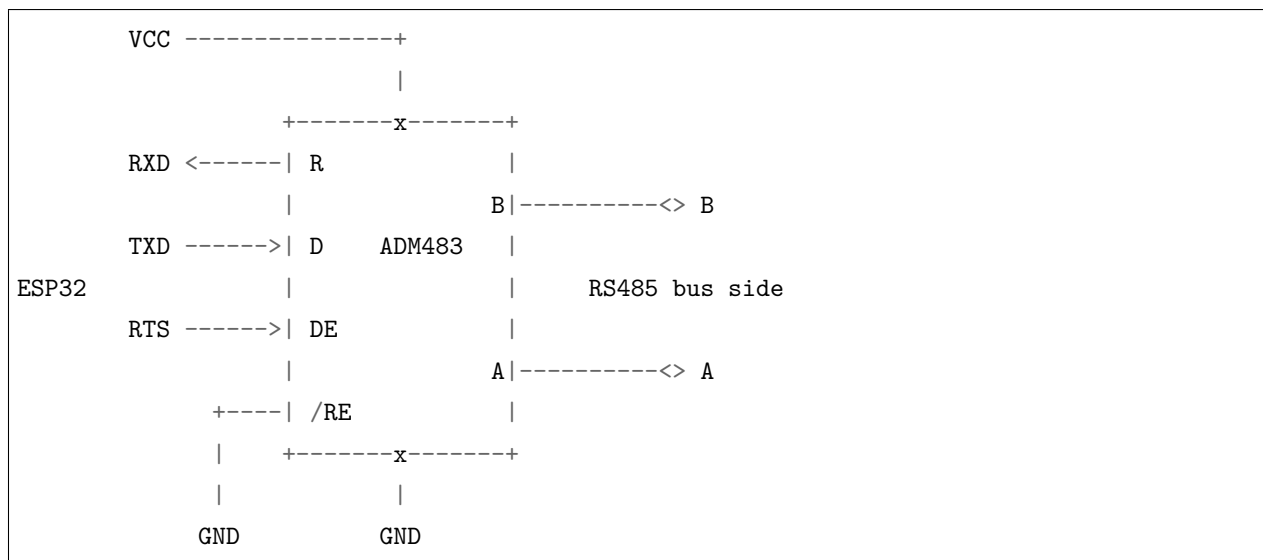 VCC ---------------+
|
+-------x-------+
RXD <------| R |
| B|----------<> B
TXD ------>| D ADM483 |
ESP32 | | RS485 bus side
RTS ------>| DE |
| A|----------<> A
+----| /RE |
| +-------x-------+
| |
GND GND